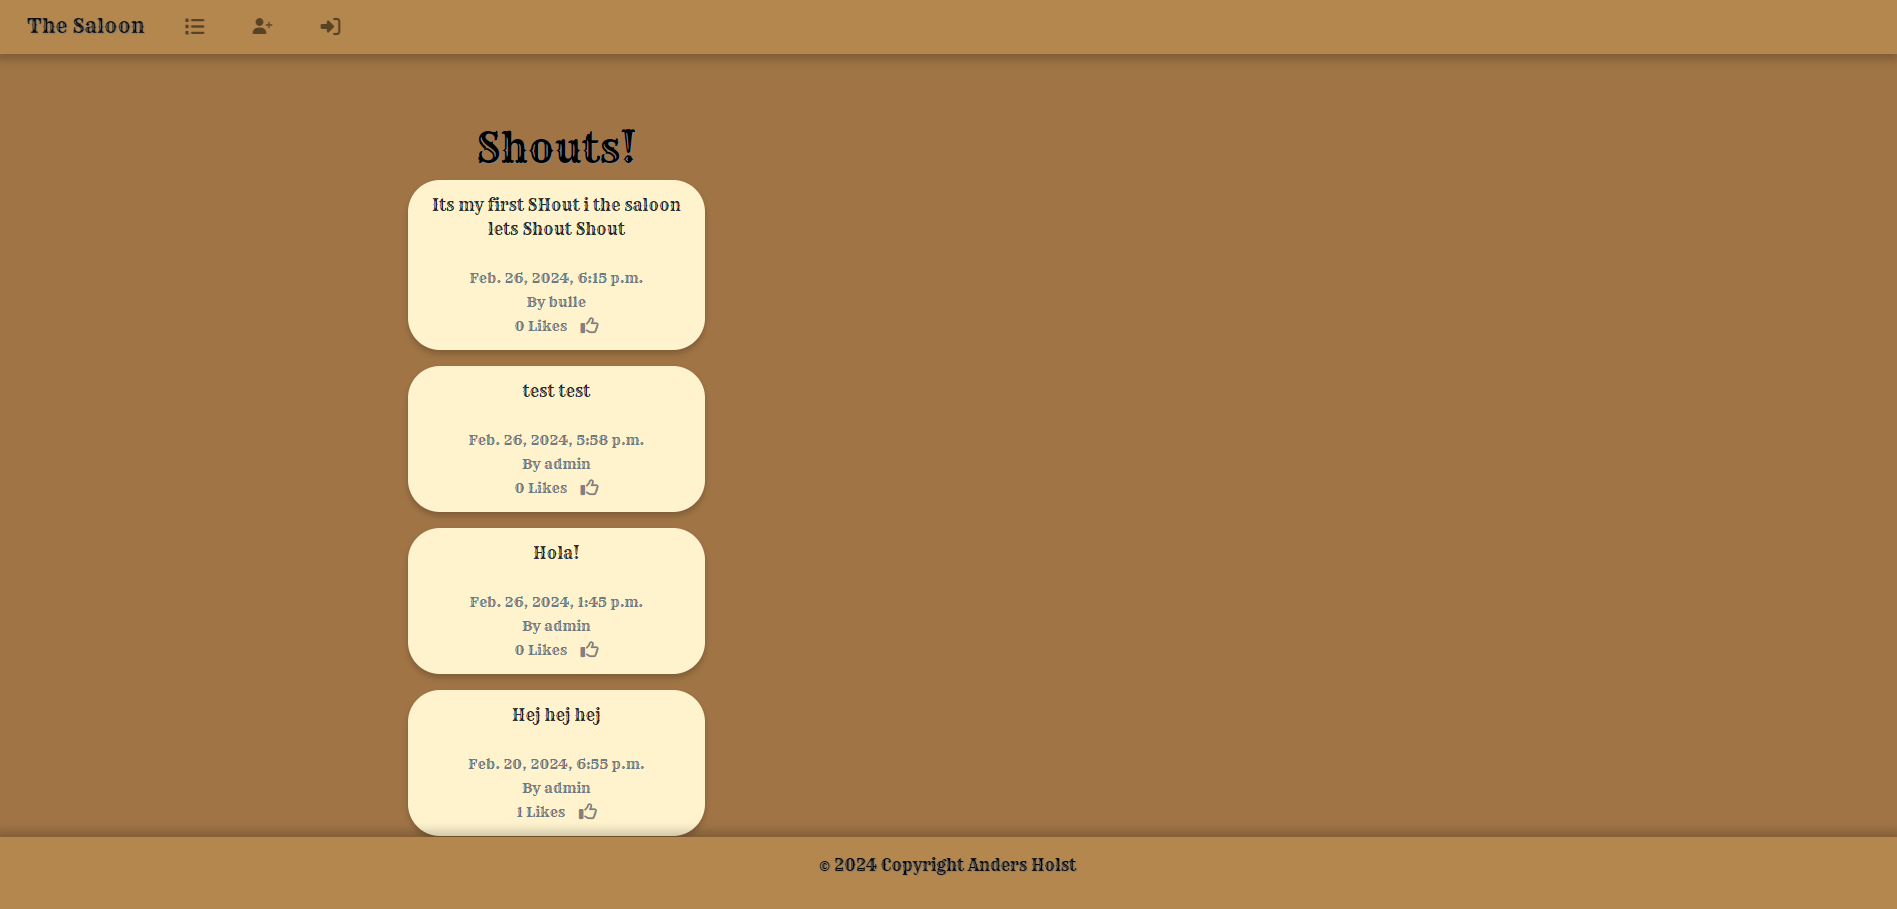 The Saloon
Shouts!
Its my first SHout i the saloon
lets Shout Shout
Feb. 26, 2024, 6:15 p.m.
By bulle
0 Likes
test test
Feb. 26, 2024, 5:58 p.m.
By admin
0 Likes
Hola!
Feb. 26, 2024, 1:45 p.m.
By admin
0 Likes
Hej hej hej
Feb. 20, 2024, 6:55 p.m.
By admin
1 Likes
© 2024 Copyright Anders Holst